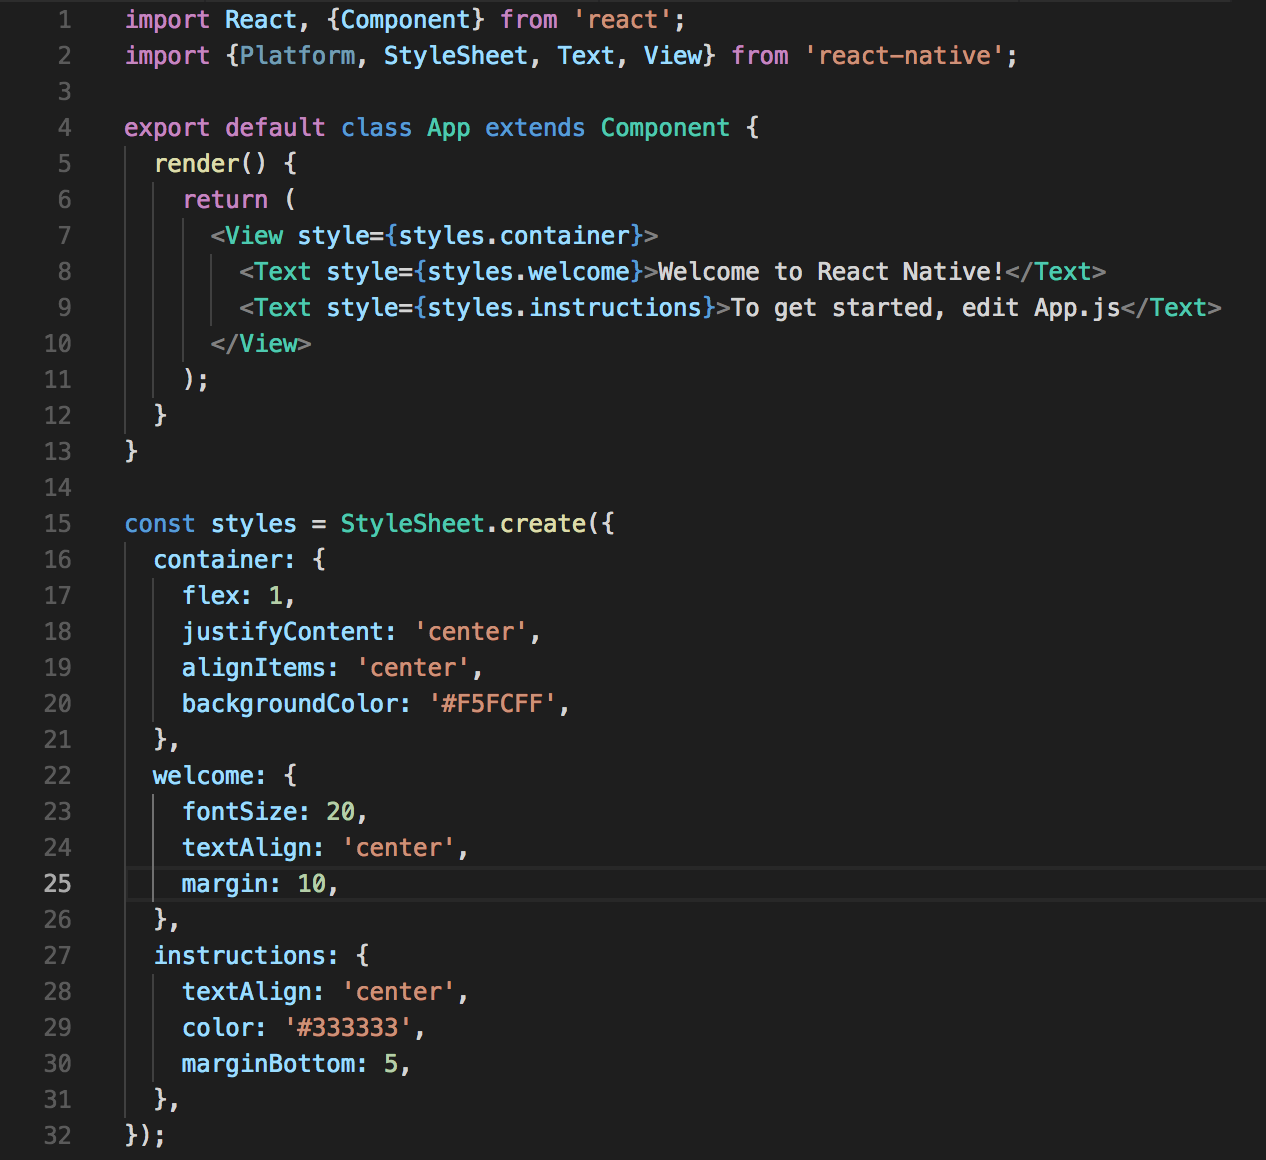 1 import React, {Component} from 'react';
2 import {Platform, StyleSheet, Text, View} from 'react-native';
3
4 export default class App extends Component {
5   render() {
6     return (
7       <View style={styles.container}>
8         <Text style={styles.welcome}>Welcome to React Native!</Text>
9         <Text style={styles.instructions}>To get started, edit App.js</Text>
10       </View>
11     );
12   }
13 }
14
15 const styles = StyleSheet.create({
16   container: {
17     flex: 1,
18     justifyContent: 'center',
19     alignItems: 'center',
20     backgroundColor: '#F5FCFF',
21   },
22   welcome: {
23     fontSize: 20,
24     textAlign: 'center',
25     margin: 10,
26   },
27   instructions: {
28     textAlign: 'center',
29     color: '#333333',
30     marginBottom: 5,
31   },
32 });